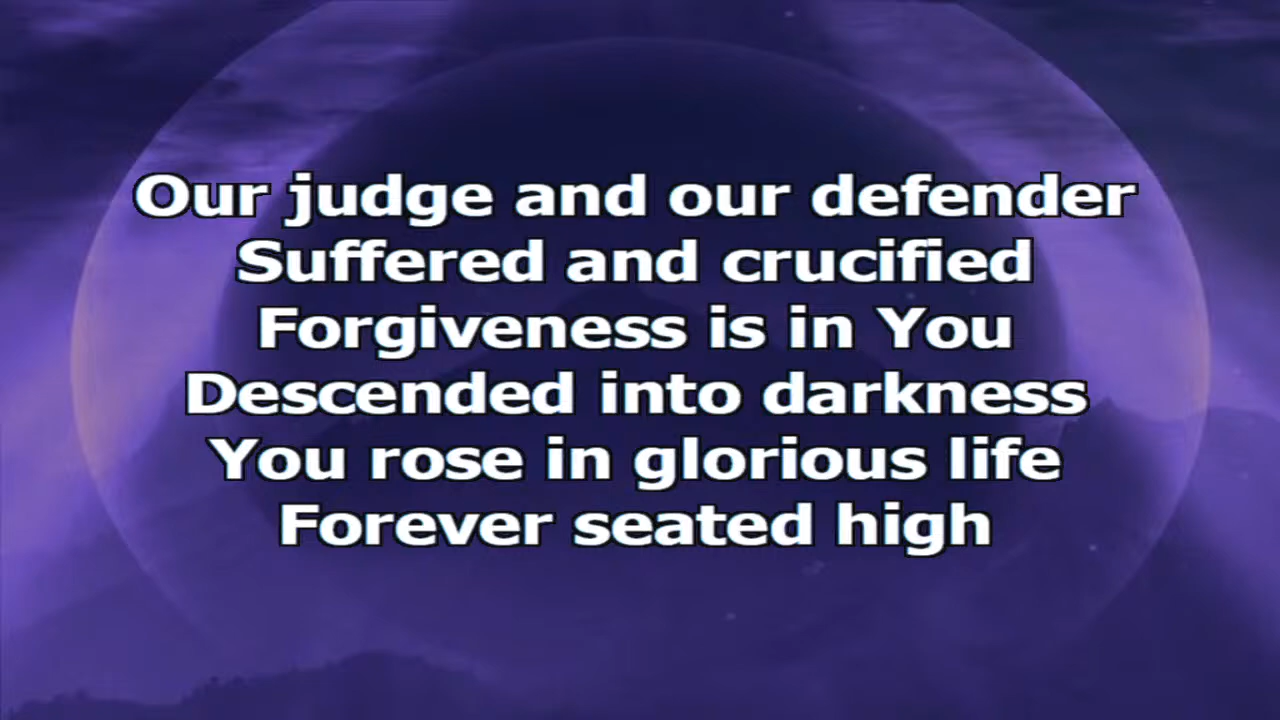 Our judge and our defender
Suffered and crucified
Forgiveness is in You
Descended into darkness
You rose in glorious life
Forever seated high